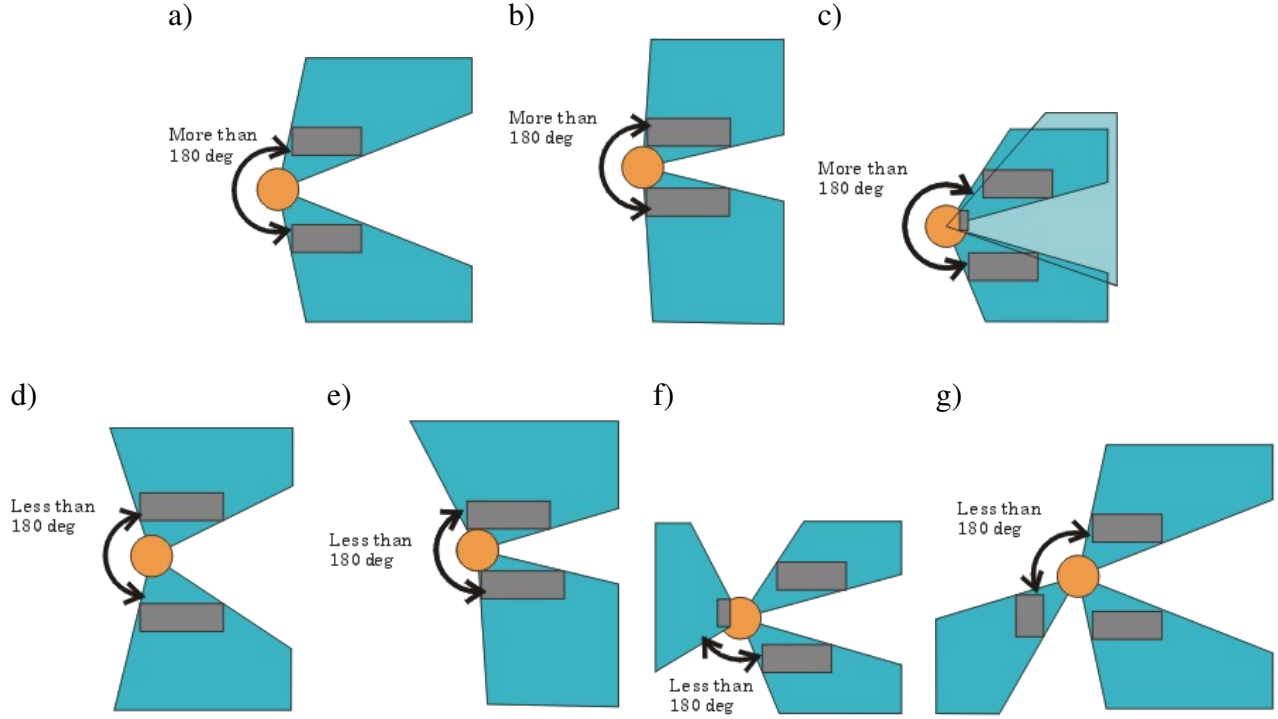 a)
b)
c)
More than
180 deg
More than
180 deg
More than
180 deg
d)
e)
f)
g)
Less than
180 deg
Less than
180 deg
Less than
180 deg
Less than
180 deg